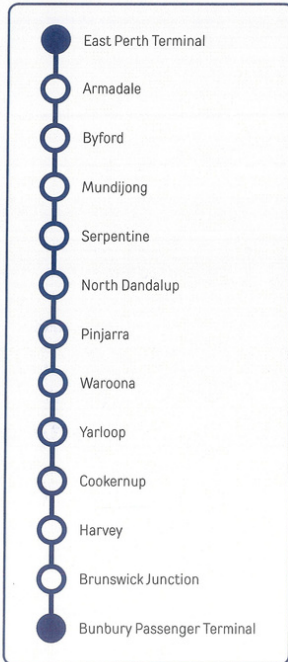 East Perth Terminal
Armadale
Byford
Mundijong
Serpentine
North Dandalup
Pinjarra
Waroona
Yarloop
Cookernup
Harvey
Brunswick Junction
Bunbury Passenger Terminal